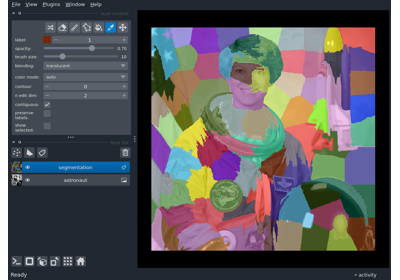 File View Plugins Window Help
label: 1
opacity: 0.70
brush size: 10
blending: translucent
color mode: auto
contour: 0
n edit dim: 2
contiguous:
preserve
labels:
show
selected:
segmentation
astronaut
Ready activity